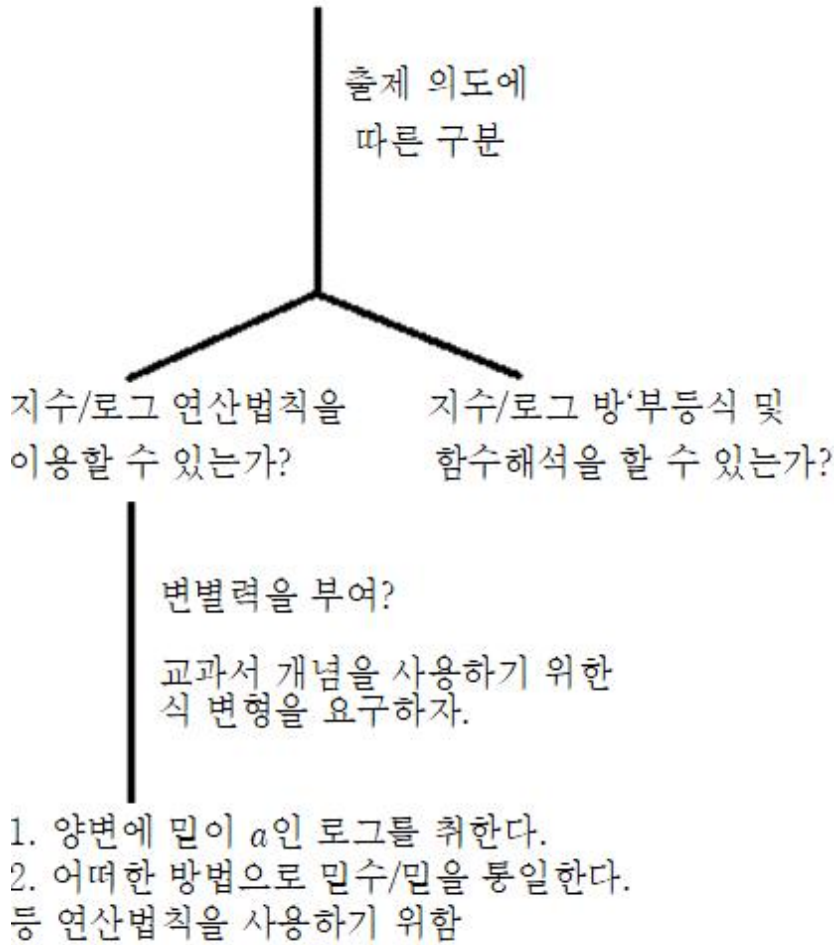 출제 의도에
따른 구분
지수/로그 연산법칙을
이용할 수 있는가?
지수/로그 방‘부등식 및
함수해석을 할 수 있는가?
변별력을 부여?
교과서 개념을 사용하기 위한
식 변형을 요구하자.
1. 양변에 밑이 a인 로그를 취한다.
2. 어떠한 방법으로 밑수/밑을 통일한다.
등 연산법칙을 사용하기 위함